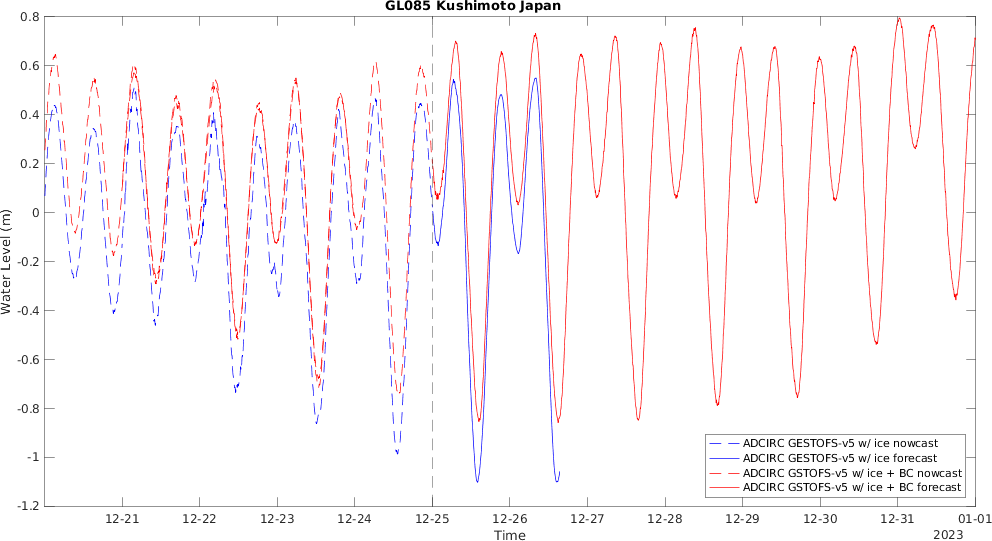 GL085 Kushimoto Japan
0.8
0.6
0.4
0.2
0
-0.2
-0.4
-0.6
-0.8
-1
-1.2
Water Level (m)
ADCIRC GESTOFS-v5 w/ ice nowcast
ADCIRC GESTOFS-v5 w/ ice forecast
ADCIRC GSTOFS-v5 w/ ice + BC nowcast
ADCIRC GSTOFS-v5 w/ ice + BC forecast
12-21 12-22 12-23 12-24 12-25 12-26 12-27 12-28 12-29 12-30 12-31 01-01
Time
2023